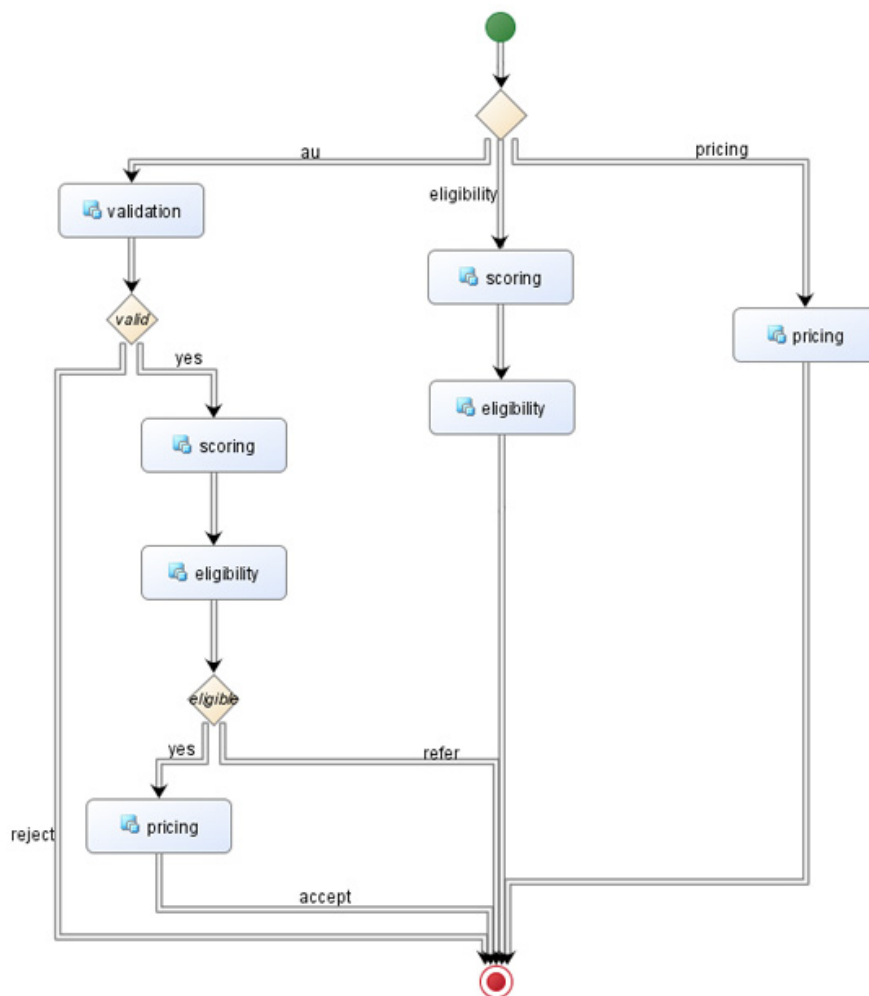 au
pricing
eligibility
validation
scoring
valid
pricing
yes
eligibility
scoring
eligibility
eligible
yes
refer
pricing
reject
accept